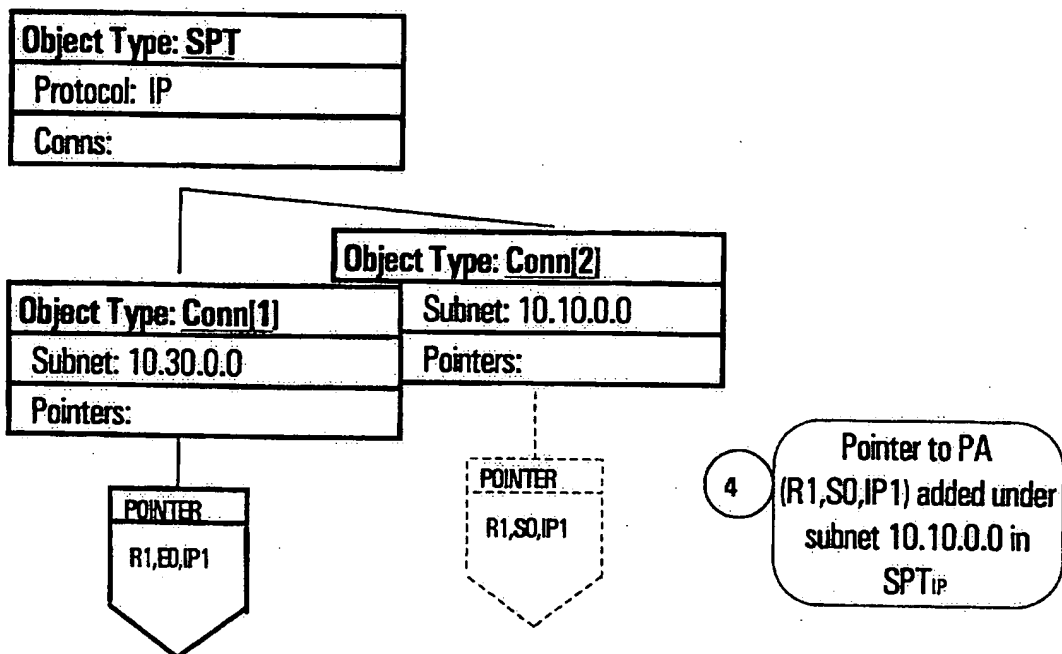 Object Type: SPT
Protocol: IP
Conns:
Object Type: Conn[2]
Subnet: 10.10.0.0
Pointers:
Object Type: Conn[1]
Subnet: 10.30.0.0
Pointers:
POINTER
R1,E0,IP1
POINTER
R1,S0,IP1
4
Pointer to PA
(R1,S0,IP1) added under
subnet 10.10.0.0 in
SPTIP